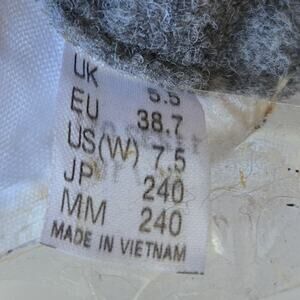 UK 5.5
EU 38.7
US(W) 7.5
JP 240
MM 240
MADE IN VIETNAM